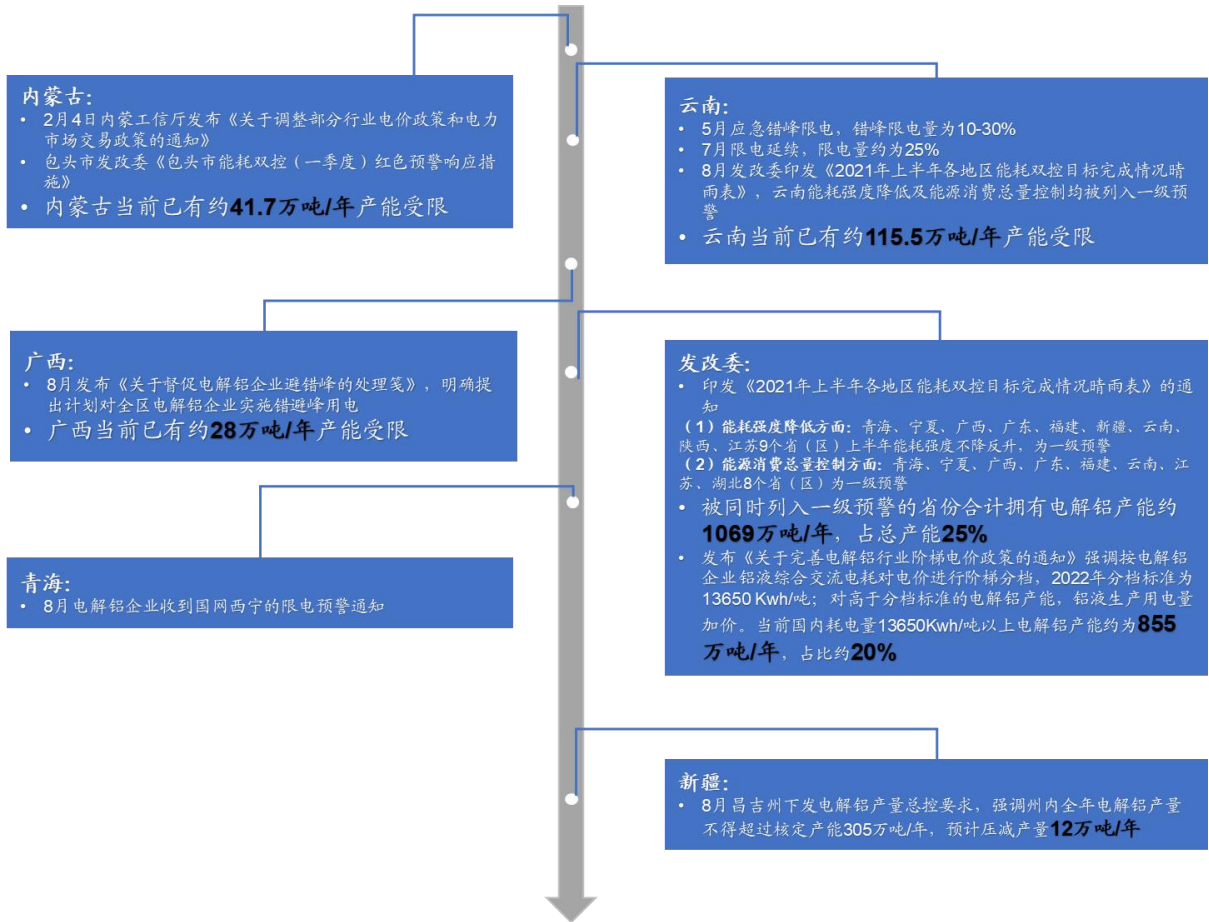 内蒙古:
• 2月4日内蒙工信厅发布《关于调整部分行业电价政策和电力
市场交易政策的通知》
• 包头市发改委《包头市能耗双控（一季度）红色预警响应措
施》
• 内蒙古当前已有约41.7万吨/年产能受限
云南:
• 5月应急错峰限电，错峰限电量为10-30%
• 7月限电延续，限电量约为25%
• 8月发改委印发《2021年上半年各地区能耗双控目标完成情况晴
雨表》，云南能耗强度降低及能源消费总量控制均被列入一级预
警
• 云南当前已有约115.5万吨/年产能受限
广西:
• 8月发布《关于督促电解铝企业避错峰的处理笺》，明确提
出计划对全区电解铝企业实施错避峰用电
• 广西当前已有约28万吨/年产能受限
发改委:
• 印发《2021年上半年各地区能耗双控目标完成情况晴雨表》的通
知
（1）能耗强度降低方面：青海、宁夏、广西、广东、福建、新疆、云南、
陕西、江苏9个省（区）上半年能耗强度不降反升，为一级预警
（2）能源消费总量控制方面：青海、宁夏、广西、广东、福建、云南、江
苏、湖北8个省（区）为一级预警
• 被同时列入一级预警的省份合计拥有电解铝产能约
1069万吨/年，占总产能25%
• 发布《关于完善电解铝行业阶梯电价政策的通知》强调按电解铝
企业铝液综合交流电耗对电价进行阶梯分档，2022年分档标准为
13650 Kwh/吨；对高于分档标准的电解铝产能，铝液生产用电量
加价。当前国内耗电量13650Kwh/吨以上电解铝产能约为855
万吨/年，占比约20%
青海:
• 8月电解铝企业收到国网西宁的限电预警通知
新疆:
• 8月昌吉州下发电解铝产量总控要求，强调州内全年电解铝产量
不得超过核定产能305万吨/年，预计压减产量12万吨/年